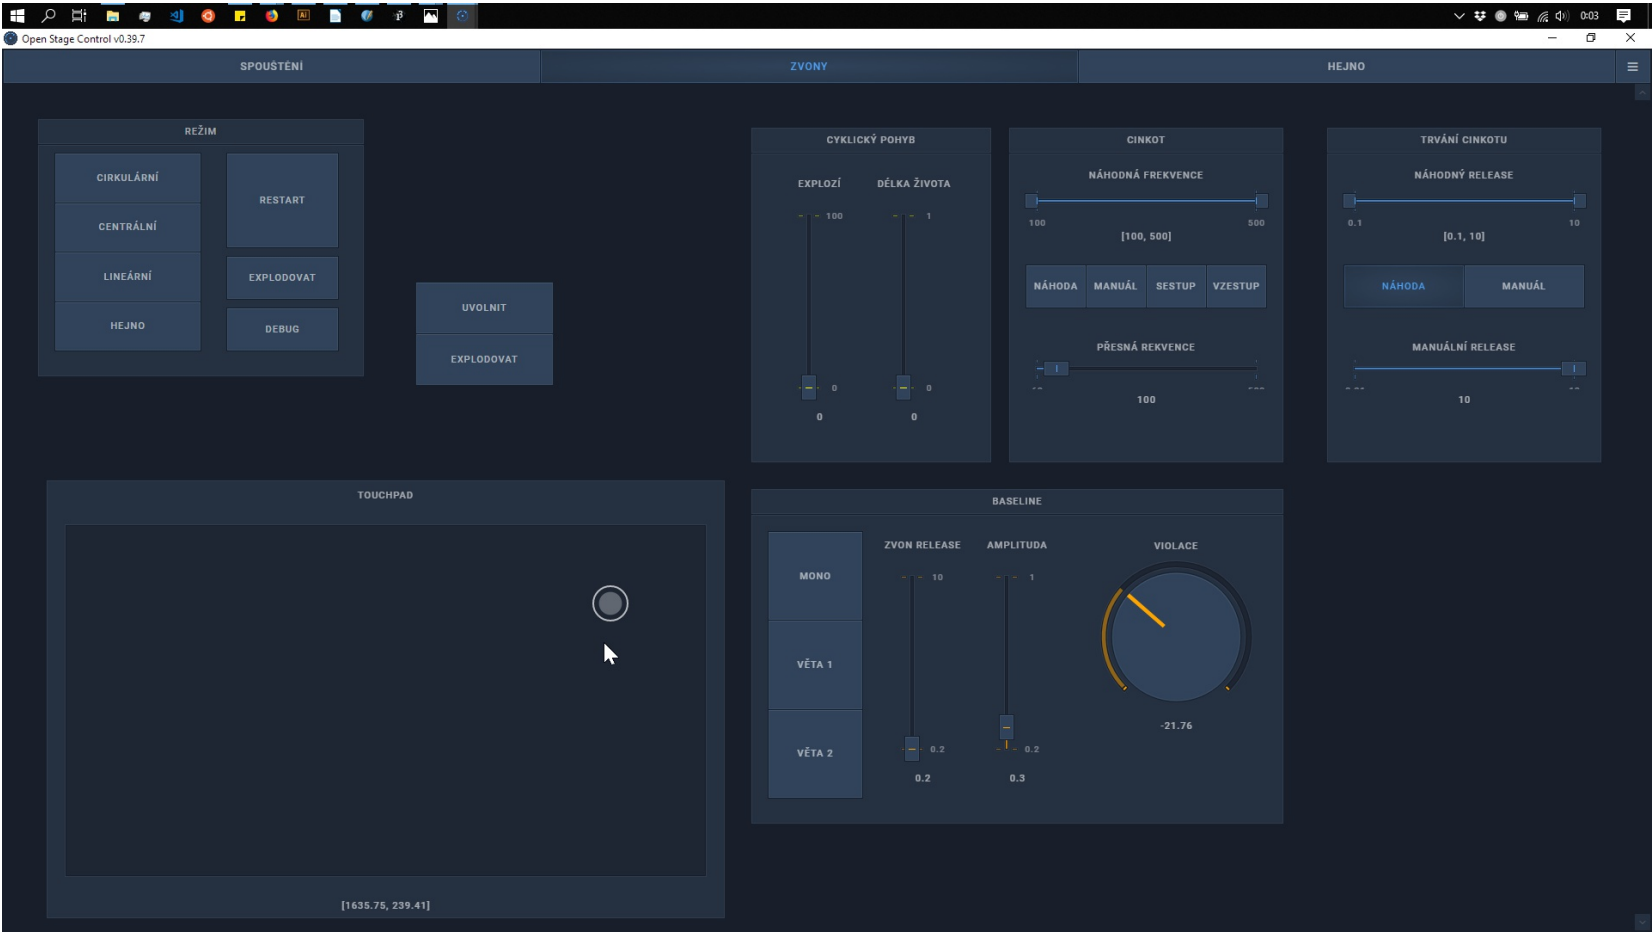 0:03
Open Stage Control v0.39.7
SPOUŠTĚNÍ
ZVONY
HEJNO
REŽIM
CIRKULÁRNÍ
CENTRÁLNÍ
LINEÁRNÍ
HEJNO
RESTART
EXPLODOVAT
DEBUG
UVOLNIT
EXPLODOVAT
CYKLICKÝ POHYB
EXPLOZÍ
100
0
0
DÉLKA ŽIVOTA
1
0
0
CINKOT
NÁHODNÁ FREKVENCE
100 500
[100, 500]
NÁHODA MANUÁL SESTUP VZESTUP
PŘESNÁ REKVENCE
100
TRVÁNÍ CINKOTU
NÁHODNÝ RELEASE
0.1 10
[0.1, 10]
NÁHODA MANUÁL
MANUÁLNÍ RELEASE
10
TOUCHPAD
[1635.75, 239.41]
BASELINE
MONO
VĚTA 1
VĚTA 2
ZVON RELEASE
10
0.2
0.2
AMPLITUDA
1
0.2
0.3
VIOLACE
-21.76